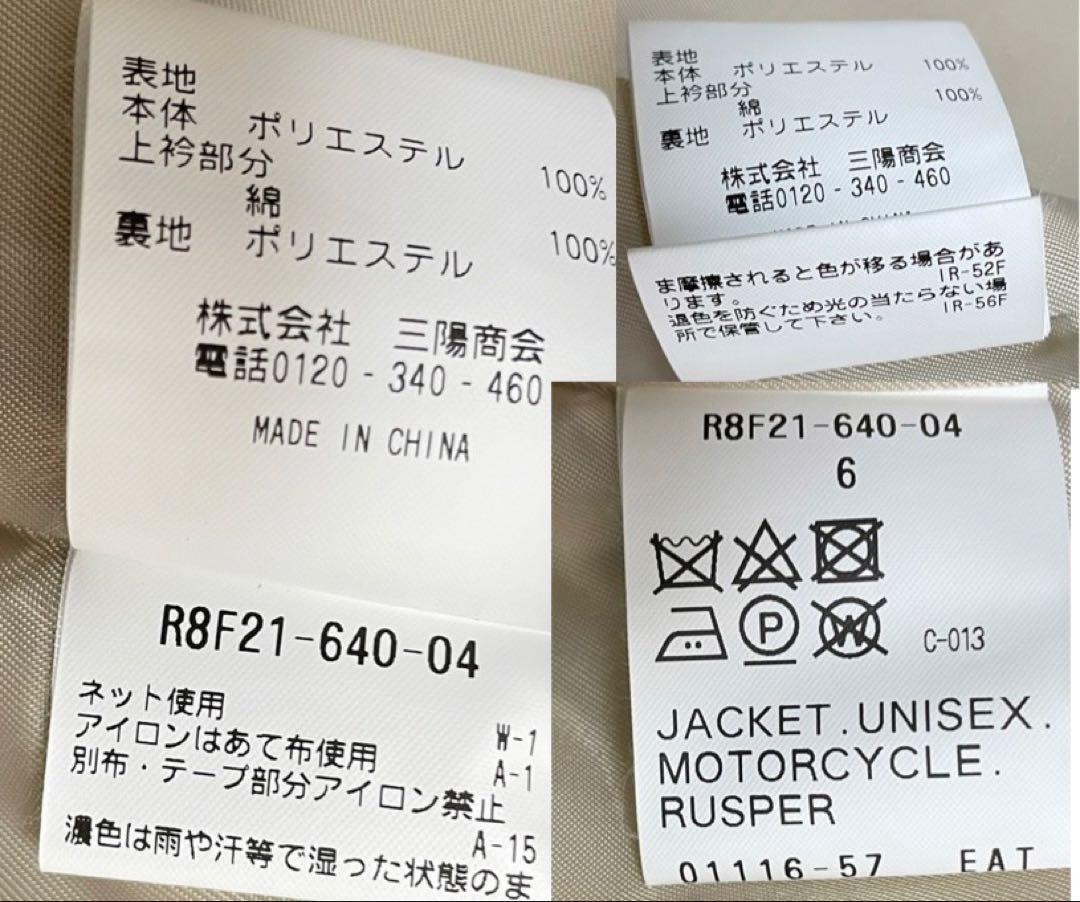 表地
本体 ポリエステル 100%
上衿部分
綿 100%
裏地 ポリエステル
株式会社 三陽商会
電話0120-340-460
MADE IN CHINA
R8F21-640-04
ネット使用 W-1
アイロンはあて布使用 A-1
別布・テープ部分アイロン禁止
A-15
濃色は雨や汗等で湿った状態のま
表地
本体 ポリエステル 100%
上衿部分
綿 100%
裏地 ポリエステル
株式会社 三陽商会
電話0120-340-460
ま摩擦されると色が移る場合があ
ります。 IR-52F
退色を防ぐため光の当たらない場
所で保管して下さい。 IR-56F
R8F21-640-04
6
P W C-013
JACKET.UNISEX.
MOTORCYCLE.
RUSPER
01116-57 EAT